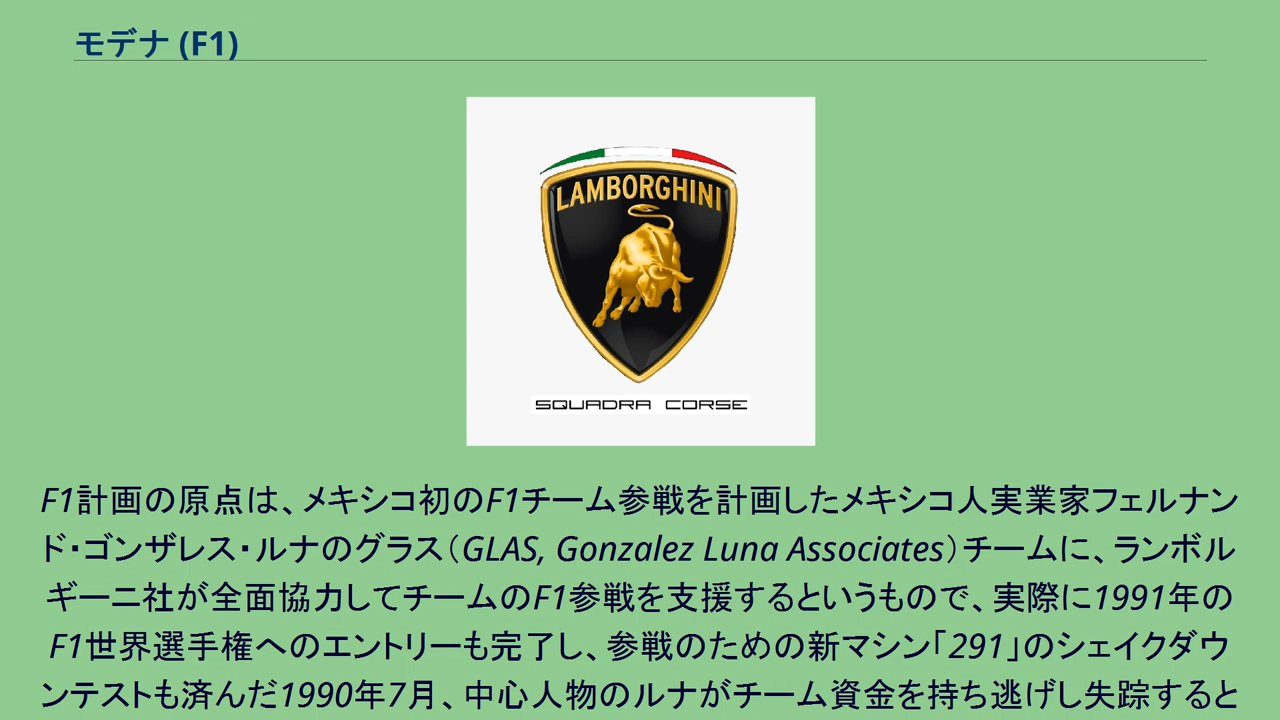 モデナ (F1)
LAMBORGHINI
SQUADRA CORSE
F1計画の原点は、メキシコ初のF1チーム参戦を計画したメキシコ人実業家フェルナン
ド・ゴンザレス・ルナのグラス（GLAS, Gonzalez Luna Associates）チームに、ランボル
ギーニ社が全面協力してチームのF1参戦を支援するというもので、実際に1991年の
F1世界選手権へのエントリーも完了し、参戦のための新マシン「291」のシェイクダウ
ンテストも済んだ1990年7月、中心人物のルナがチーム資金を持ち逃げし失踪すると